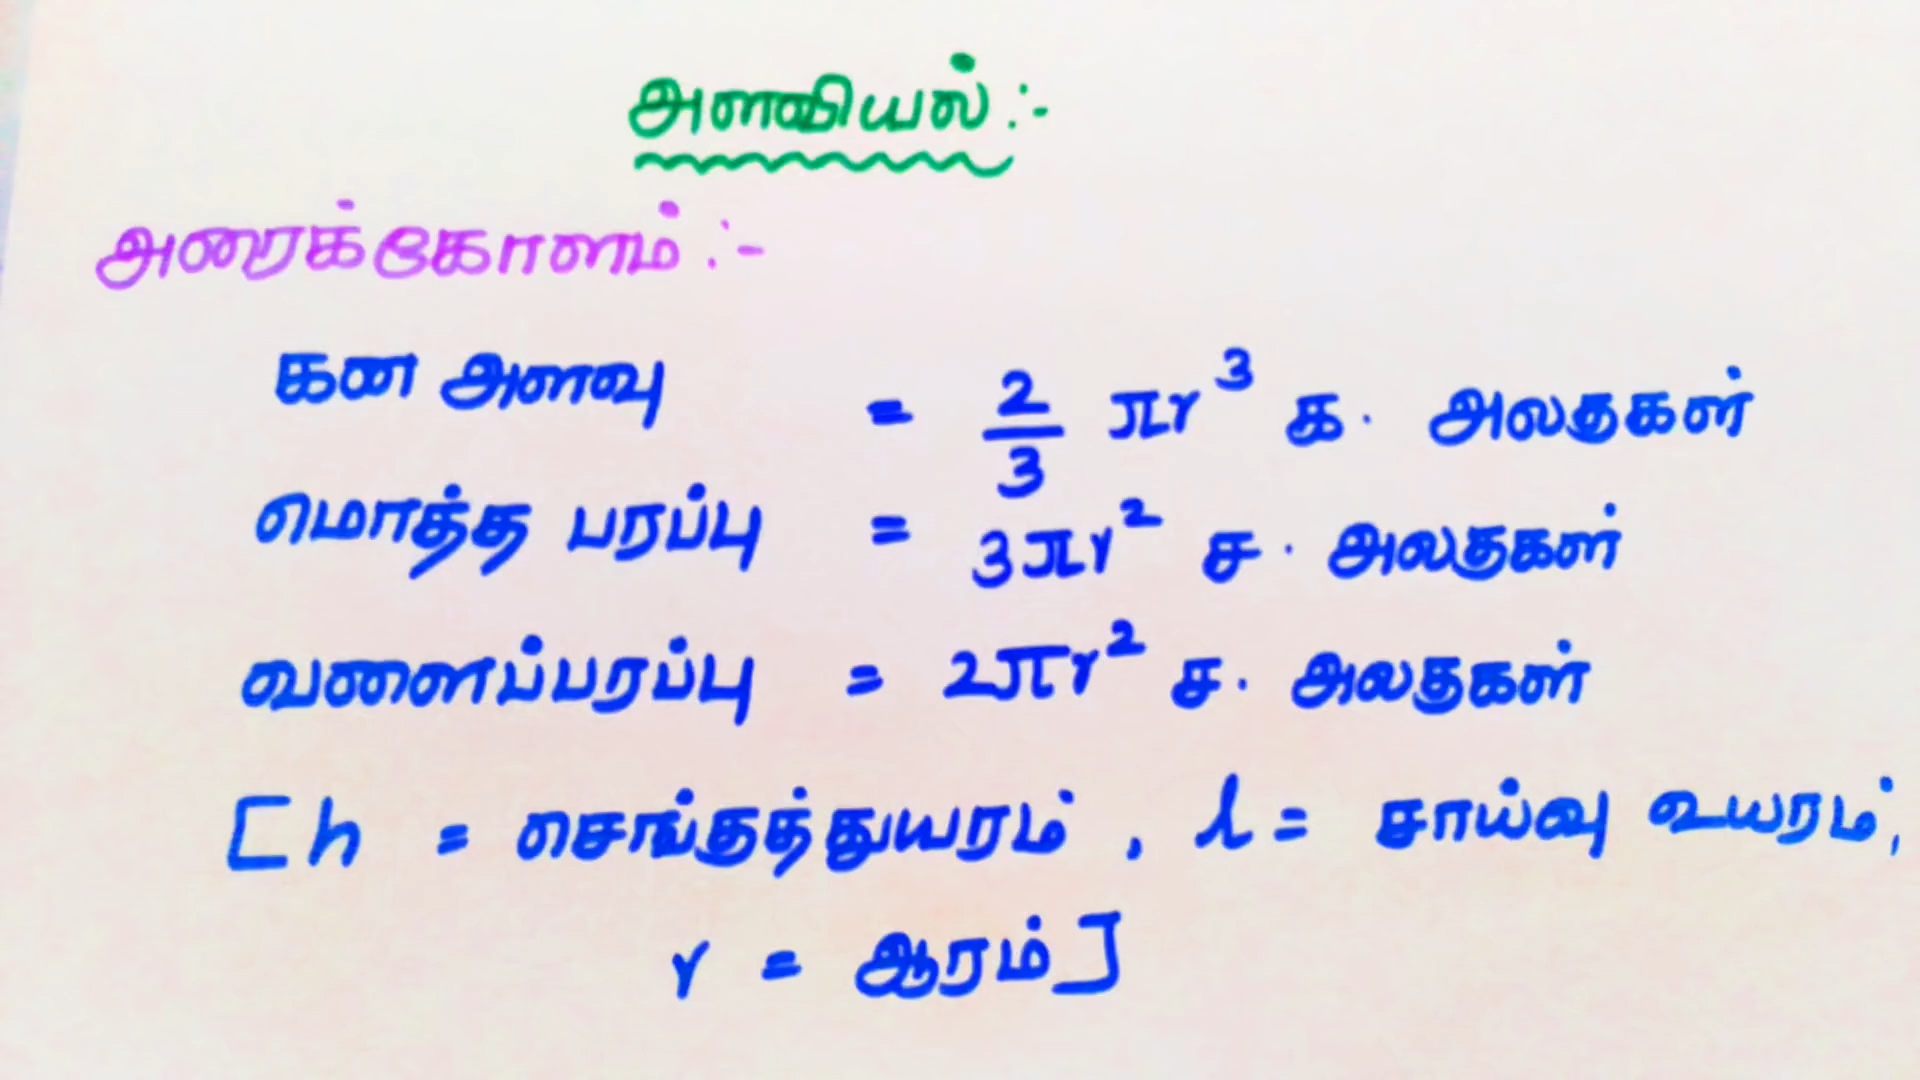 அளவியல் :-
அரைக்கோளம் :-
கன அளவு = 2/3 πr³ க. அலகுகள்
மொத்த பரப்பு = 3πr² ச. அலகுகள்
வளைப்பரப்பு = 2πr² ச. அலகுகள்
[h = செங்குத்துயரம், l = சாய்வு உயரம்,
r = ஆரம்]